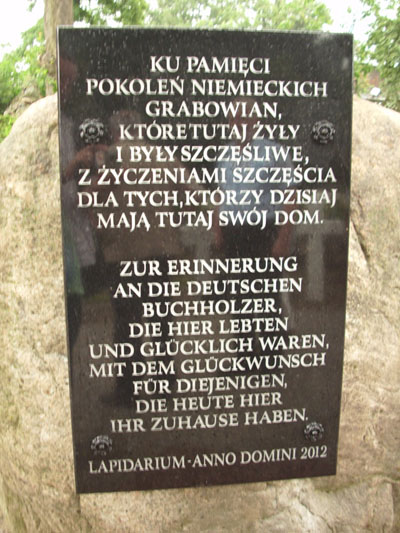 KU PAMIĘCI
POKOLEŃ NIEMIECKICH
GRABOWIAN,
KTÓRE TUTAJ ŻYŁY
I BYŁY SZCZĘŚLIWE,
Z ŻYCZENIAMI SZCZĘŚCIA
DLA TYCH, KTÓRZY DZISIAJ
MAJĄ TUTAJ SWÓJ DOM.
ZUR ERINNERUNG
AN DIE DEUTSCHEN
BUCHHOLZER,
DIE HIER LEBTEN
UND GLÜCKLICH WAREN,
MIT DEM GLÜCKWUNSCH
FÜR DIEJENIGEN,
DIE HEUTE HIER
IHR ZUHAUSE HABEN.
LAPIDARIUM - ANNO DOMINI 2012